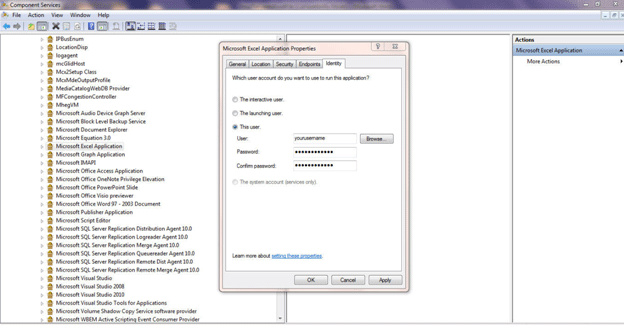 Component Services
File Action View Window Help
IPBusEnum
LocationDisp
logagent
mcGlidHost
Mcx2Setup Class
McxMdeOutputProfile
MediaCatalogWebDB Provider
MFCongestionController
MhegVM
Microsoft Audio Device Graph Server
Microsoft Block Level Backup Service
Microsoft Document Explorer
Microsoft Equation 3.0
Microsoft Excel Application
Microsoft Graph Application
Microsoft IMAPI
Microsoft Office Access Application
Microsoft Office OneNote Privilege Elevation
Microsoft Office PowerPoint Slide
Microsoft Office Visio previewer
Microsoft Office Word 97 - 2003 Document
Microsoft Publisher Application
Microsoft Script Editor
Microsoft SQL Server Replication Distribution Agent 10.0
Microsoft SQL Server Replication Logreader Agent 10.0
Microsoft SQL Server Replication Merge Agent 10.0
Microsoft SQL Server Replication Queuereader Agent 10.0
Microsoft SQL Server Replication Remote Dist Agent 10.0
Microsoft SQL Server Replication Remote Merge Agent 10.0
Microsoft Visual Studio
Microsoft Visual Studio 2008
Microsoft Visual Studio 2010
Microsoft Visual Studio Tools for Applications
Microsoft Volume Shadow Copy Service software provider
Microsoft WBEM Active Scripting Event Consumer Provider
Microsoft Excel Application Properties
General Location Security Endpoints Identity
Which user account do you want to use to run this application?
The interactive user.
The launching user.
This user.
User: yourusername Browse...
Password: ••••••••••••
Confirm password: ••••••••••••
The system account (services only).
Learn more about setting these properties.
OK Cancel Apply
Actions
Microsoft Excel Application
More Actions